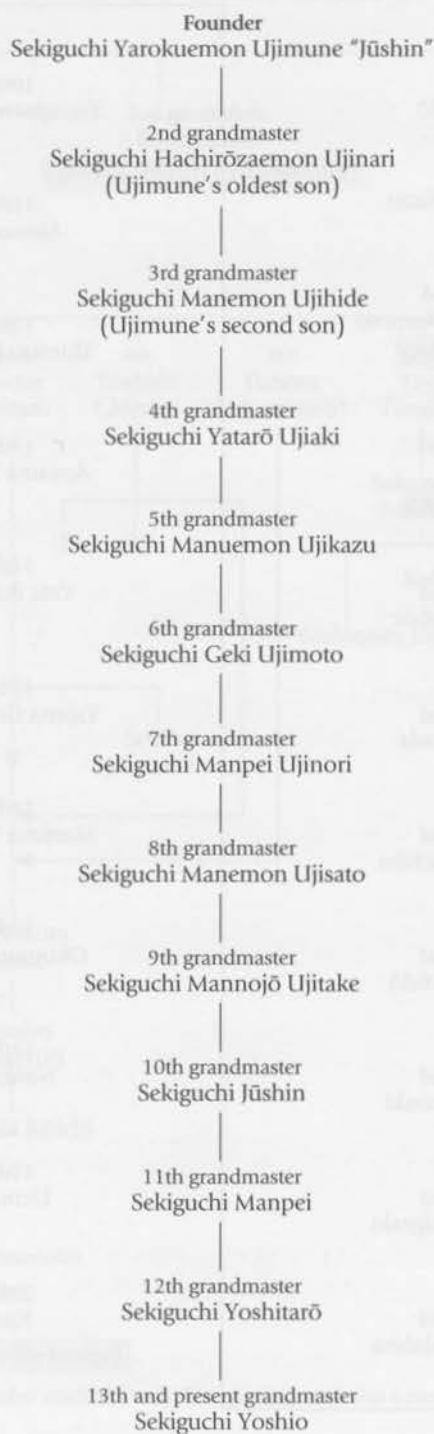 Founder
Sekiguchi Yarokuemon Ujimune “Jūshin”
2nd grandmaster
Sekiguchi Hachirōzaemon Ujinari
(Ujimune’s oldest son)
3rd grandmaster
Sekiguchi Manemon Ujihide
(Ujimune’s second son)
4th grandmaster
Sekiguchi Yatarō Ujiaki
5th grandmaster
Sekiguchi Manuemon Ujikazu
6th grandmaster
Sekiguchi Geki Ujimoto
7th grandmaster
Sekiguchi Manpei Ujinori
8th grandmaster
Sekiguchi Manemon Ujisato
9th grandmaster
Sekiguchi Mannojō Ujitake
10th grandmaster
Sekiguchi Jūshin
11th grandmaster
Sekiguchi Manpei
12th grandmaster
Sekiguchi Yoshitarō
13th and present grandmaster
Sekiguchi Yoshio